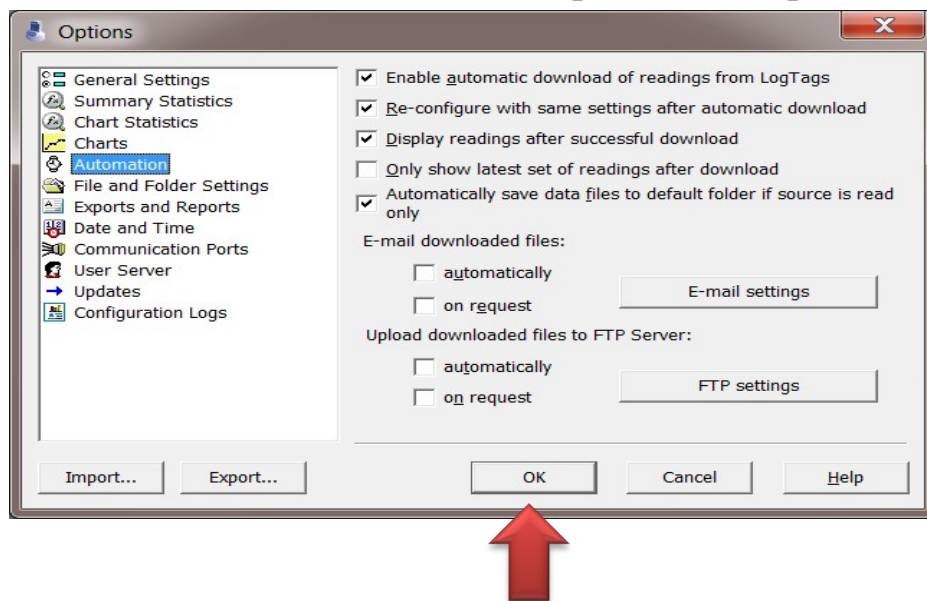 Options
General Settings
Summary Statistics
Chart Statistics
Charts
Automation
File and Folder Settings
Exports and Reports
Date and Time
Communication Ports
User Server
Updates
Configuration Logs
Enable automatic download of readings from LogTags
Re-configure with same settings after automatic download
Display readings after successful download
Only show latest set of readings after download
Automatically save data files to default folder if source is read
only
E-mail downloaded files:
automatically
on request
E-mail settings
Upload downloaded files to FTP Server:
automatically
on request
FTP settings
Import...
Export...
OK
Cancel
Help